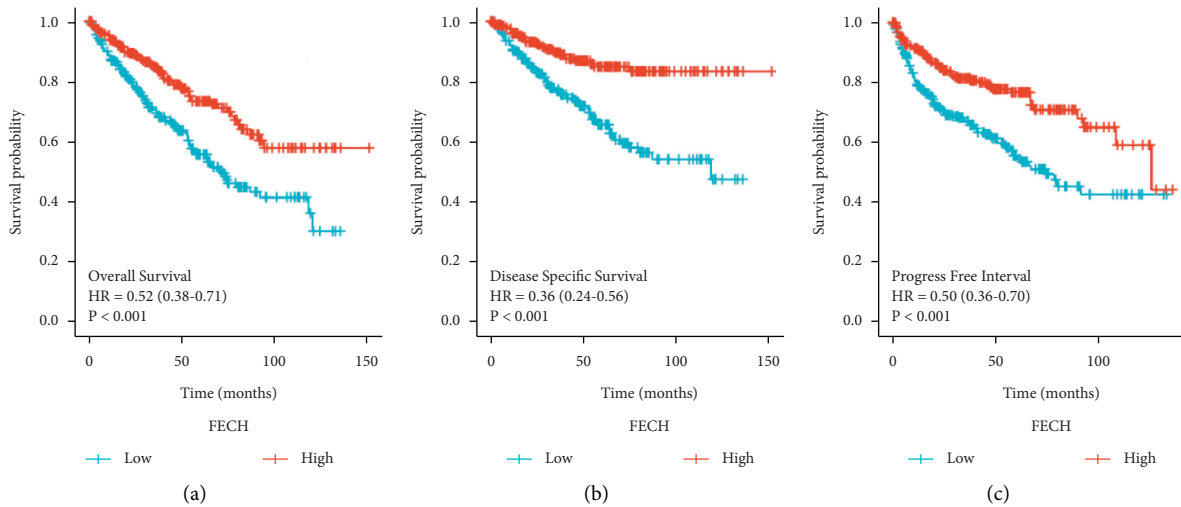 1.0
0.8
0.6
0.4
0.2
0.0
Survival probability
Overall Survival
HR = 0.52 (0.38-0.71)
P < 0.001
0 50 100 150
Time (months)
FECH
Low High
(a)
1.0
0.8
0.6
0.4
0.2
0.0
Survival probability
Disease Specific Survival
HR = 0.36 (0.24-0.56)
P < 0.001
0 50 100 150
Time (months)
FECH
Low High
(b)
1.0
0.8
0.6
0.4
0.2
0.0
Survival probability
Progress Free Interval
HR = 0.50 (0.36-0.70)
P < 0.001
0 50 100
Time (months)
FECH
Low High
(c)